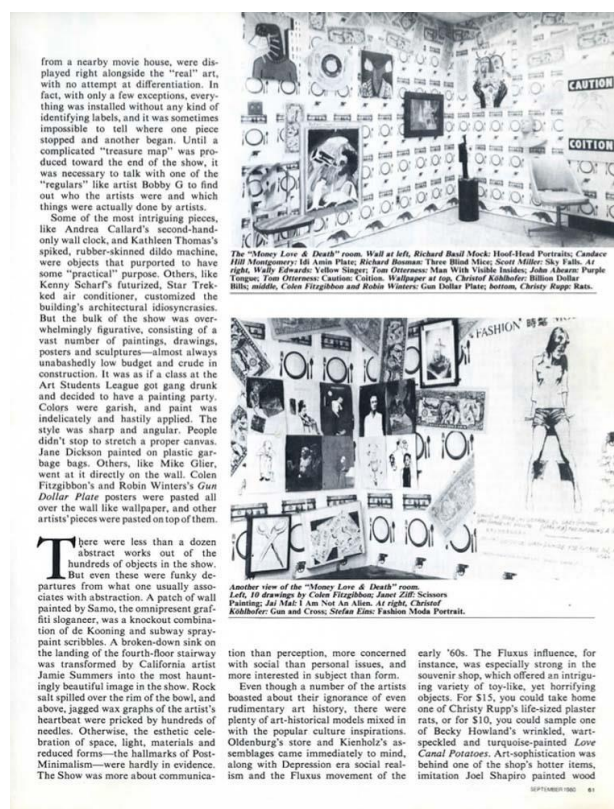 from a nearby movie house, were dis-
played right alongside the "real" art,
with no attempt at differentiation. In
fact, with only a few exceptions, every-
thing was installed without any kind of
identifying labels, and it was sometimes
impossible to tell where one piece
stopped and another began. Until a
complicated "treasure map" was pro-
duced toward the end of the show, it
was necessary to talk with one of the
"regulars" like artist Bobby G to find
out who the artists were and which
things were actually done by artists.
Some of the most intriguing pieces,
like Andrea Callard's second-hand-
only wall clock, and Kathleen Thomas's
spiked, rubber-skinned dildo machine,
were objects that purported to have
some "practical" purpose. Others, like
Kenny Scharf's futurized, Star Trek-
ked air conditioner, customized the
building's architectural idiosyncrasies.
But the bulk of the show was over-
whelmingly figurative, consisting of a
vast number of paintings, drawings,
posters and sculptures—almost always
unabashedly low budget and crude in
construction. It was as if a class at the
Art Students League got gang drunk
and decided to have a painting party.
Colors were garish, and paint was
indelicately and hastily applied. The
style was sharp and angular. People
didn't stop to stretch a proper canvas.
Jane Dickson painted on plastic gar-
bage bags. Others, like Mike Glier,
went at it directly on the wall. Colen
Fitzgibbon's and Robin Winters's Gun
Dollar Plate posters were pasted all
over the wall like wallpaper, and other
artists' pieces were pasted on top of them.
There were less than a dozen
abstract works out of the
hundreds of objects in the show.
But even these were funky de-
partures from what one usually asso-
ciates with abstraction. A patch of wall
painted by Samo, the omnipresent graf-
fiti sloganeer, was a knockout combina-
tion of de Kooning and subway spray-
paint scribbles. A broken-down sink on
the landing of the fourth-floor stairway
was transformed by California artist
Jamie Summers into the most haunt-
ingly beautiful image in the show. Rock
salt spilled over the rim of the bowl, and
above, jagged wax graphs of the artist's
heartbeat were pricked by hundreds of
needles. Otherwise, the esthetic cele-
bration of space, light, materials and
reduced forms—the hallmarks of Post-
Minimalism—were hardly in evidence.
The Show was more about communica-
CAUTION
COITION
The "Money Love & Death" room. Wall at left, Richard Basil Mock: Hoof-Head Portraits; Candace
Hill Montgomery: Idi Amin Plate; Richard Bosman: Three Blind Mice; Scott Miller: Sky Falls. At
right, Wally Edwards: Yellow Singer; Tom Otterness: Man With Visible Insides; John Ahearn: Purple
Tongue; Tom Otterness: Caution: Coition. Wallpaper at top, Christof Köhlhofer: Billion Dollar
Bills; middle, Colen Fitzgibbon and Robin Winters: Gun Dollar Plate; bottom, Christy Rupp: Rats.
FASHION 時髦
Another view of the "Money Love & Death" room.
Left, 10 drawings by Colen Fitzgibbon; Janet Ziff: Scissors
Painting; Jai Mal: I Am Not An Alien. At right, Christof
Köhlhofer: Gun and Cross; Stefan Eins: Fashion Moda Portrait.
tion than perception, more concerned
with social than personal issues, and
more interested in subject than form.
Even though a number of the artists
boasted about their ignorance of even
rudimentary art history, there were
plenty of art-historical models mixed in
with the popular culture inspirations.
Oldenburg's store and Kienholz's as-
semblages came immediately to mind,
along with Depression era social real-
ism and the Fluxus movement of the
early '60s. The Fluxus influence, for
instance, was especially strong in the
souvenir shop, which offered an intrigu-
ing variety of toy-like, yet horrifying
objects. For $15, you could take home
one of Christy Rupp's life-sized plaster
rats, or for $10, you could sample one
of Becky Howland's wrinkled, wart-
speckled and turquoise-painted Love
Canal Potatoes. Art-sophistication was
behind one of the shop's hotter items,
imitation Joel Shapiro painted wood
SEPTEMBER 1980 61